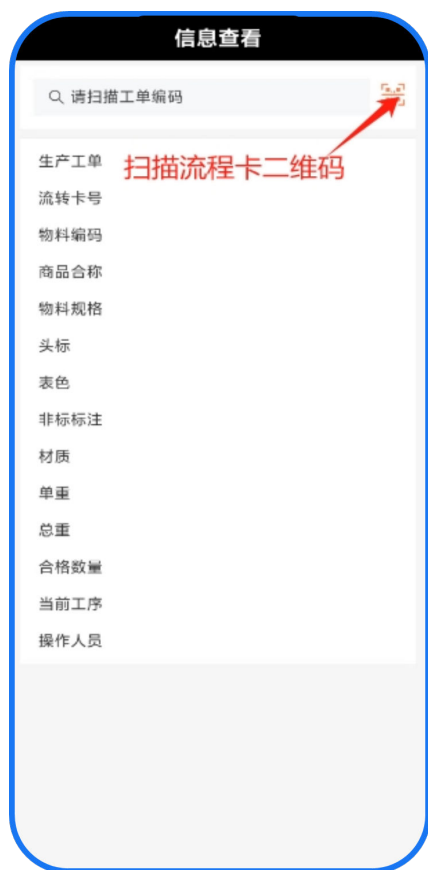 信息查看
请扫描工单编码
生产工单
扫描流程卡二维码
流转卡号
物料编码
商品合称
物料规格
头标
表色
非标标注
材质
单重
总重
合格数量
当前工序
操作人员